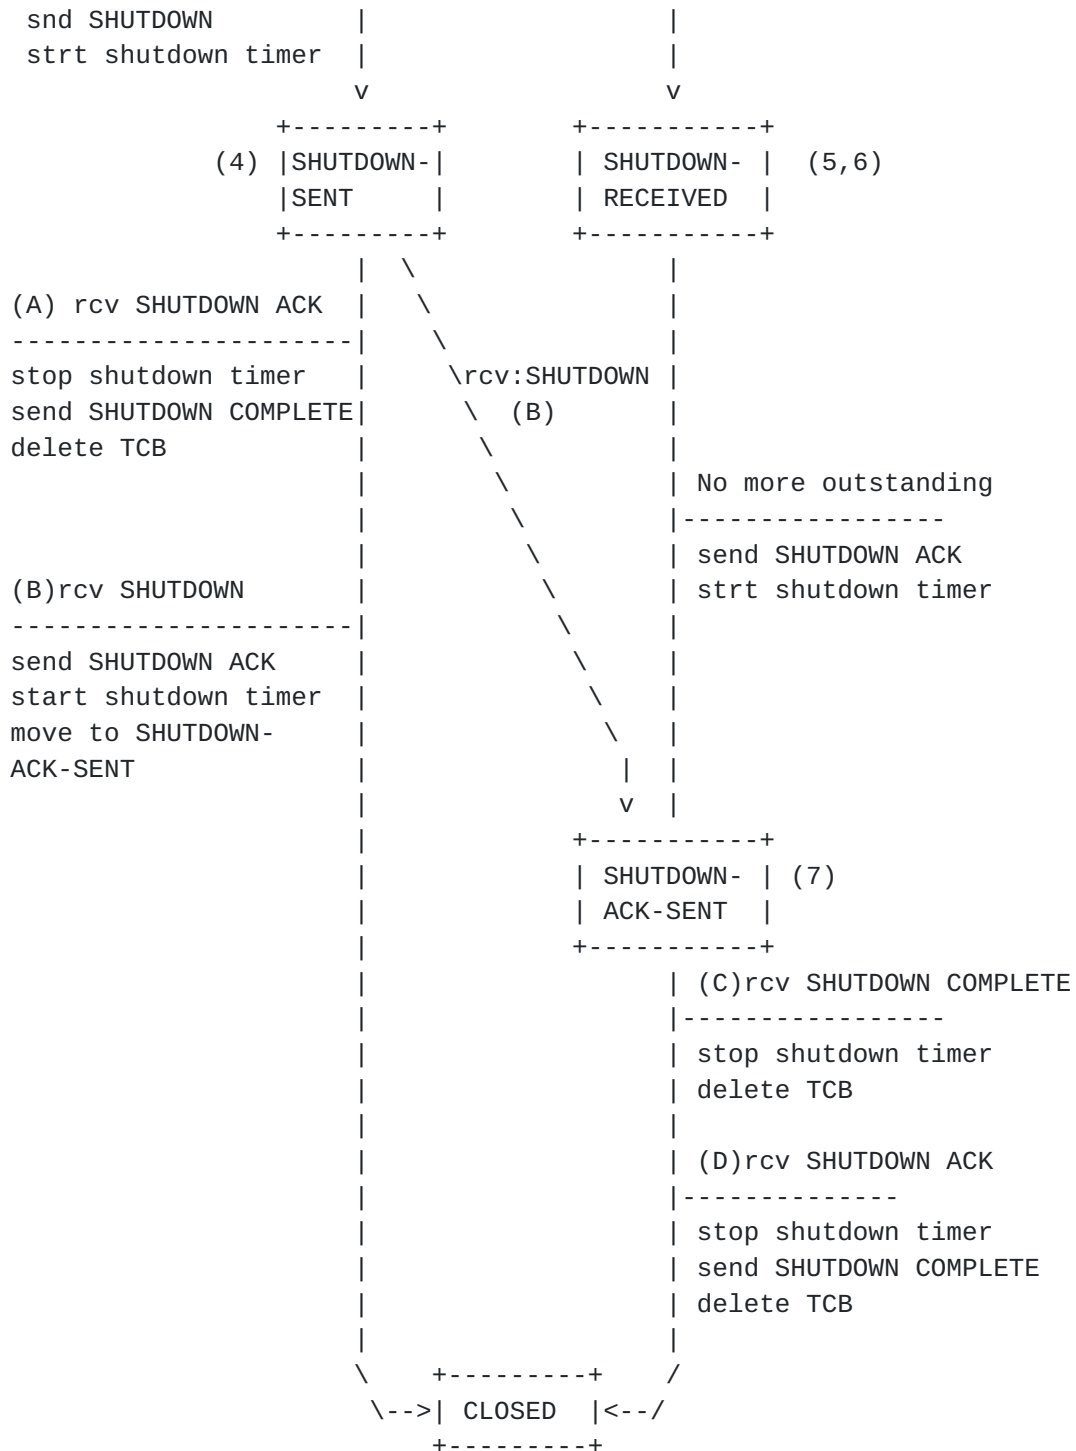 snd SHUTDOWN         |                   |
 strt shutdown timer  |                   |
                      v                   v
                 +---------+        +-----------+
             (4) |SHUTDOWN-|        | SHUTDOWN- |  (5,6)
                 |SENT     |        | RECEIVED  |
                 +---------+        +-----------+
                      |  \                |
(A) rcv SHUTDOWN ACK  |   \               |
----------------------|    \              |
stop shutdown timer   |     \rcv:SHUTDOWN |
send SHUTDOWN COMPLETE|      \  (B)       |
delete TCB            |       \           |
                      |        \          | No more outstanding
                      |         \         |-----------------
                      |          \        | send SHUTDOWN ACK
(B)rcv SHUTDOWN       |           \       | strt shutdown timer
----------------------|            \      |
send SHUTDOWN ACK     |             \     |
start shutdown timer  |              \    |
move to SHUTDOWN-     |               \   |
ACK-SENT              |                |  |
                      |                v  |
                      |             +-----------+
                      |             | SHUTDOWN- | (7)
                      |             | ACK-SENT  |
                      |             +-----------+
                      |                   | (C)rcv SHUTDOWN COMPLETE
                      |                   |-----------------
                      |                   | stop shutdown timer
                      |                   | delete TCB
                      |                   |
                      |                   | (D)rcv SHUTDOWN ACK
                      |                   |--------------
                      |                   | stop shutdown timer
                      |                   | send SHUTDOWN COMPLETE
                      |                   | delete TCB
                      |                   |
                      \    +---------+    /
                       \-->| CLOSED  |<--/
                           +---------+